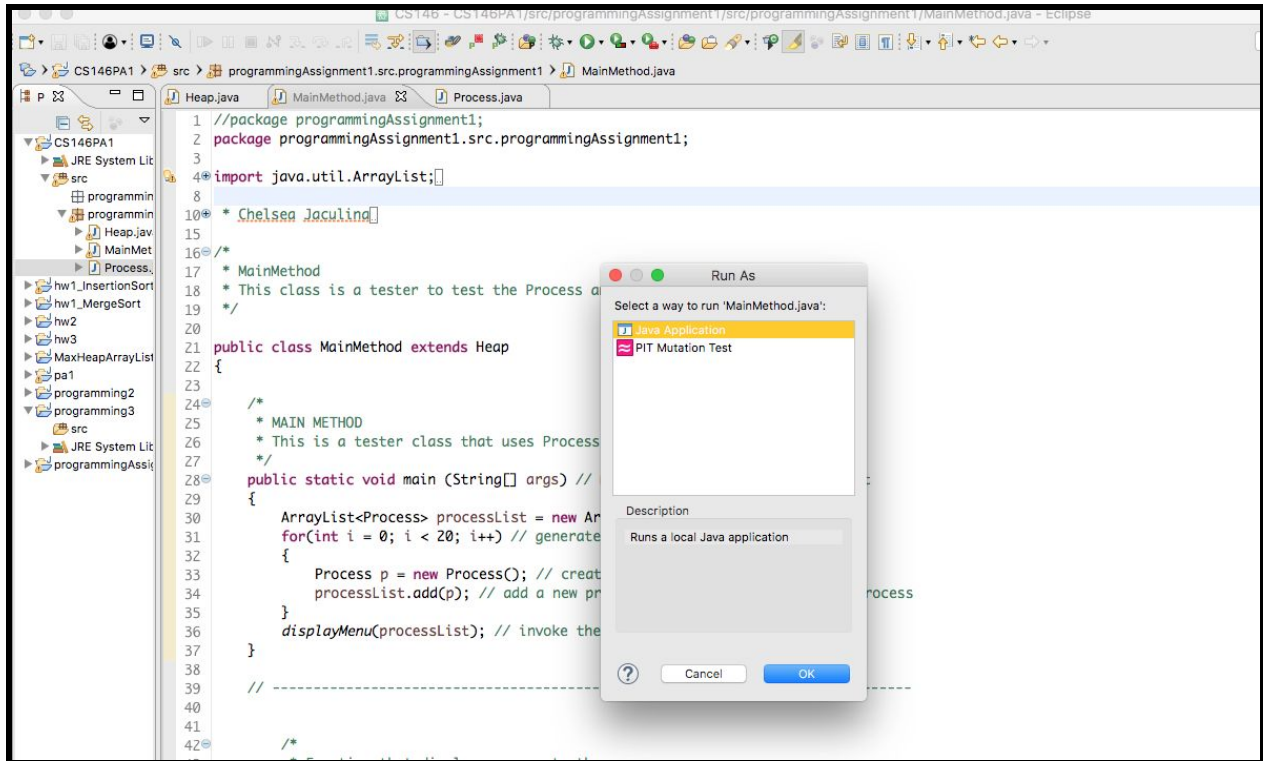 CS146 - CS146PA1/src/programmingAssignment1/src/programmingAssignment1/MainMethod.java - Eclipse
CS146PA1 > src > programmingAssignment1.src.programmingAssignment1 > MainMethod.java
P
Heap.java MainMethod.java Process.java
CS146PA1
JRE System Lib
src
programmin
programmin
Heap.jav
MainMet
Process.
hw1_InsertionSort
hw1_MergeSort
hw2
hw3
MaxHeapArrayList
pa1
programming2
programming3
src
JRE System Lib
programmingAssig
1 //package programmingAssignment1;
2 package programmingAssignment1.src.programmingAssignment1;
3
4 import java.util.ArrayList;
8
10 * Chelsea Jaculina
15
16 /*
17 * MainMethod
18 * This class is a tester to test the Process a
19 */
20
21 public class MainMethod extends Heap
22 {
23
24 /*
25 * MAIN METHOD
26 * This is a tester class that uses Process
27 */
28 public static void main (String[] args) //
29 {
30 ArrayList<Process> processList = new Ar
31 for(int i = 0; i < 20; i++) // generate
32 {
33 Process p = new Process(); // creat
34 processList.add(p); // add a new pr rocess
35 }
36 displayMenu(processList); // invoke the
37 }
38
39 // ----------------------------------------
40
41
42 /*
Run As
Select a way to run 'MainMethod.java':
Java Application
PIT Mutation Test
Description
Runs a local Java application
? Cancel OK